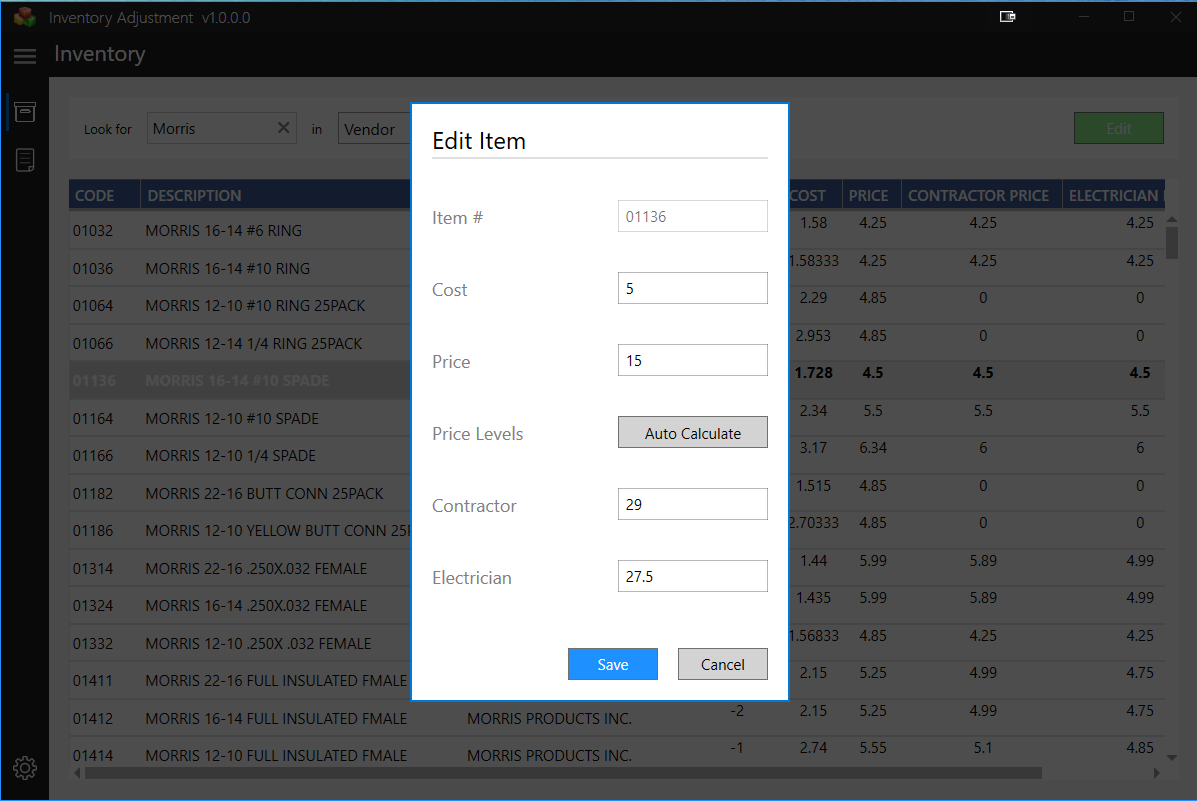 Inventory Adjustment v1.0.0.0
Inventory
Look for Morris in Vendor Edit
CODE DESCRIPTION COST PRICE CONTRACTOR PRICE ELECTRICIAN
01032 MORRIS 16-14 #6 RING 1.58 4.25 4.25 4.25
01036 MORRIS 16-14 #10 RING 1.58333 4.25 4.25 4.25
01064 MORRIS 12-10 #10 RING 25PACK 2.29 4.85 0 0
01066 MORRIS 12-14 1/4 RING 25PACK 2.953 4.85 0 0
01136 MORRIS 16-14 #10 SPADE 1.728 4.5 4.5 4.5
01164 MORRIS 12-10 #10 SPADE 2.34 5.5 5.5 5.5
01166 MORRIS 12-10 1/4 SPADE 3.17 6.34 6 6
01182 MORRIS 22-16 BUTT CONN 25PACK 1.515 4.85 0 0
01186 MORRIS 12-10 YELLOW BUTT CONN 25P 2.70333 4.85 0 0
01314 MORRIS 22-16 .250X.032 FEMALE 1.44 5.99 5.89 4.99
01324 MORRIS 16-14 .250X.032 FEMALE 1.435 5.99 5.89 4.99
01332 MORRIS 12-10 .250X .032 FEMALE 1.56833 4.85 4.25 4.25
01411 MORRIS 22-16 FULL INSULATED FMALE 2.15 5.25 4.99 4.75
01412 MORRIS 16-14 FULL INSULATED FMALE MORRIS PRODUCTS INC. -2 2.15 5.25 4.99 4.75
01414 MORRIS 12-10 FULL INSULATED FMALE MORRIS PRODUCTS INC. -1 2.74 5.55 5.1 4.85
Edit Item
Item # 01136
Cost 5
Price 15
Price Levels Auto Calculate
Contractor 29
Electrician 27.5
Save Cancel